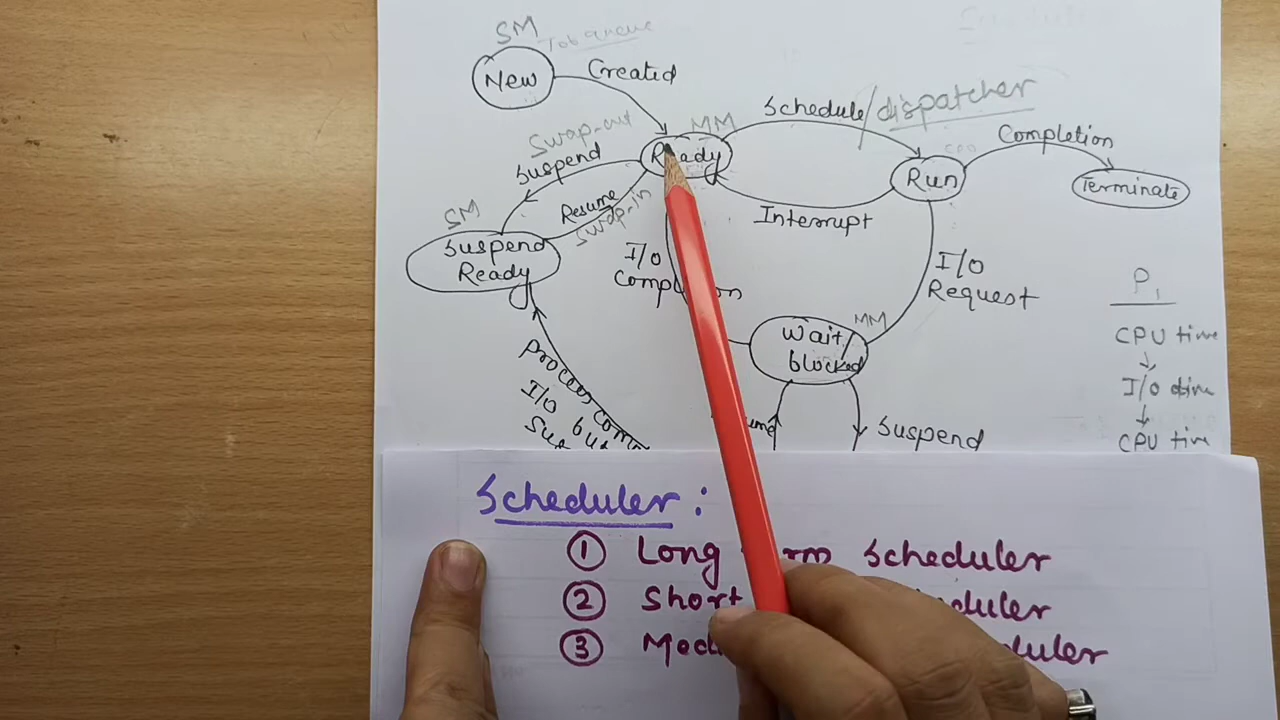 SM
Job queue
New
Created
Schedule/dispatcher
MM
Swap-out
Suspend
Ready
CPU
Run
Completion
Terminate
Resume
Swap-in
SM
Suspend
Ready
Interrupt
I/O
I/O
Request
P1
MM
Wait/
blocked
CPU time
I/O time
CPU time
process
I/O
Suspend
Scheduler:
① Long Scheduler
② Short
③